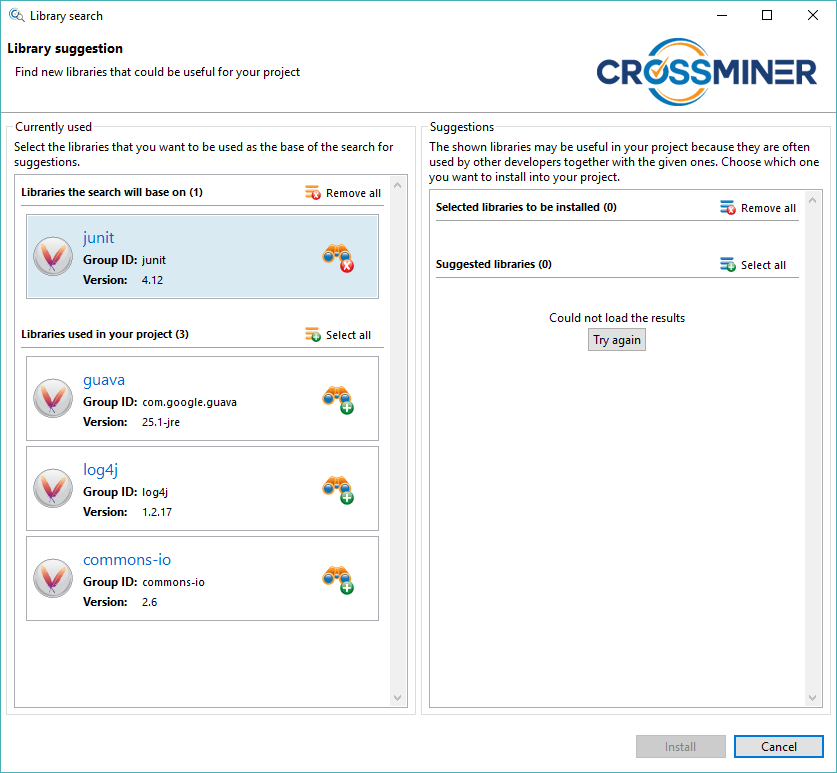 Library search
Library suggestion
Find new libraries that could be useful for your project
CROSSMINER
Currently used
Select the libraries that you want to be used as the base of the search for
suggestions.
Libraries the search will base on (1)
Remove all
junit
Group ID: junit
Version: 4.12
Libraries used in your project (3)
Select all
guava
Group ID: com.google.guava
Version: 25.1-jre
log4j
Group ID: log4j
Version: 1.2.17
commons-io
Group ID: commons-io
Version: 2.6
Suggestions
The shown libraries may be useful in your project because they are often
used by other developers together with the given ones. Choose which one
you want to install into your project.
Selected libraries to be installed (0)
Remove all
Suggested libraries (0)
Select all
Could not load the results
Try again
Install
Cancel